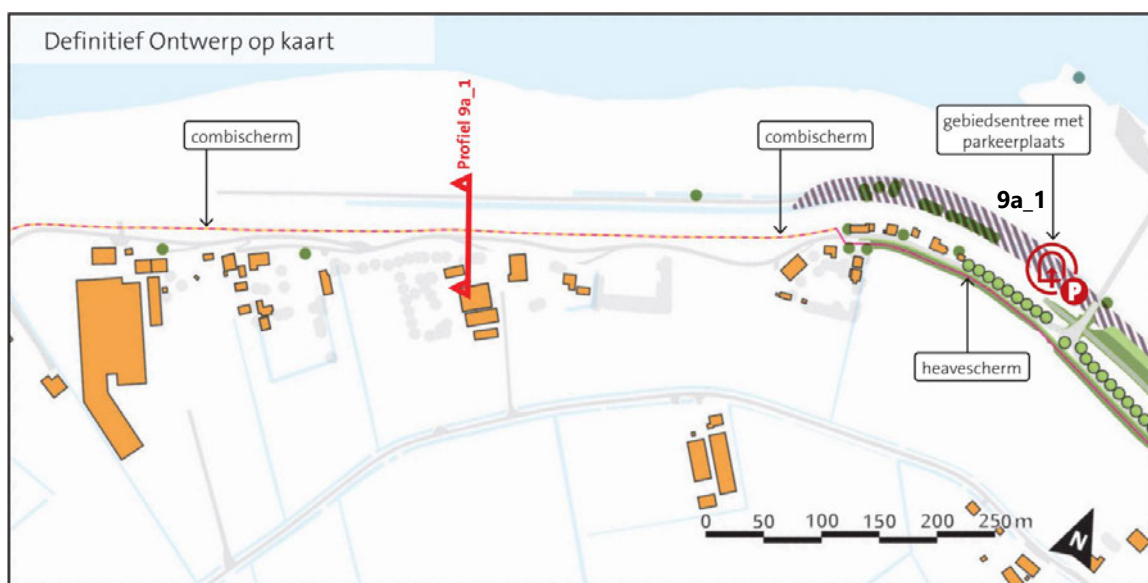 Definitief Ontwerp op kaart
combischerm
Profiel 9a_1
combischerm
gebiedsentree met
parkeerplaats
9a_1
P
heavescherm
0 50 100 150 200 250 m
N